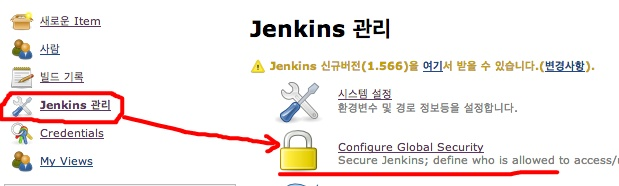 새로운 Item
사람
빌드 기록
Jenkins 관리
Credentials
My Views
Jenkins 관리
Jenkins 신규버전(1.566)을 여기서 받을 수 있습니다.(변경사항).
시스템 설정
환경변수 및 경로 정보등을 설정합니다.
Configure Global Security
Secure Jenkins; define who is allowed to access/